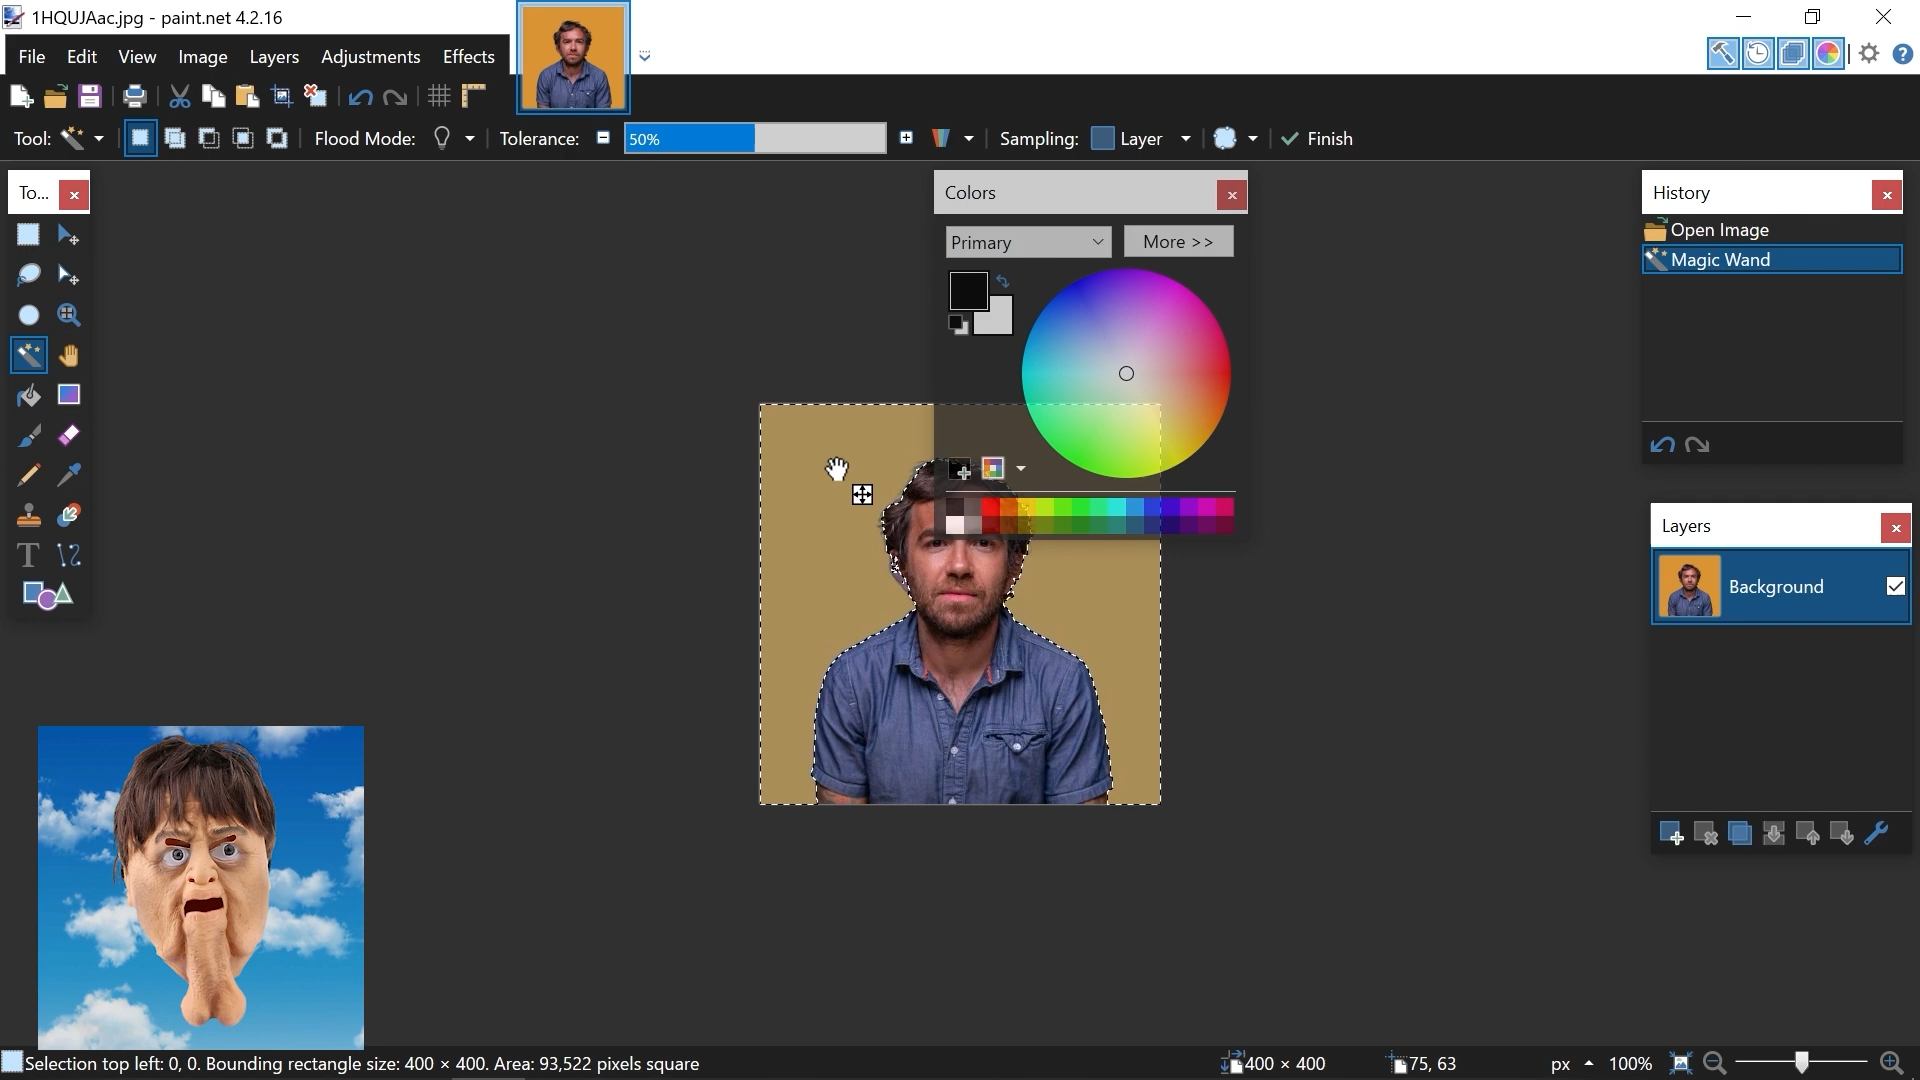 1HQUJAac.jpg - paint.net 4.2.16
File Edit View Image Layers Adjustments Effects
Tool: Flood Mode: Tolerance: 50% Sampling: Layer Finish
To...
Colors
Primary
More >>
History
Open Image
Magic Wand
Layers
Background
Selection top left: 0, 0. Bounding rectangle size: 400 × 400. Area: 93,522 pixels square
400 × 400
75, 63
px
100%